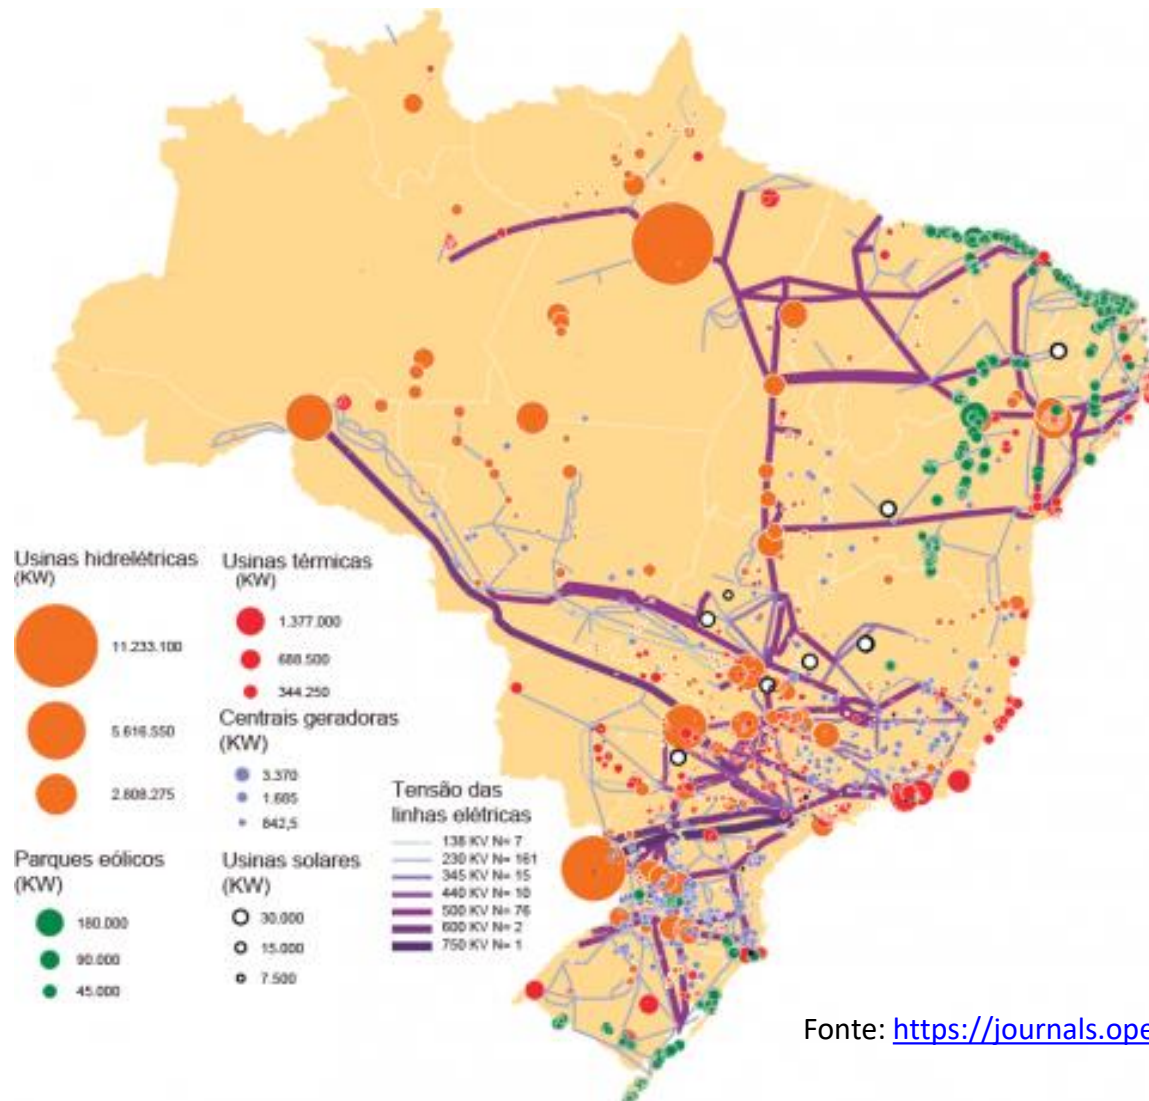 Usinas hidrelétricas
(KW)
11.233.100
5.616.550
2.808.275
Usinas térmicas
(KW)
1.377.000
688.500
344.250
Centrais geradoras
(KW)
3.370
1.685
842,5
Parques eólicos
(KW)
180.000
90.000
45.000
Usinas solares
(KW)
30.000
15.000
7.500
Tensão das
linhas elétricas
138 KV N= 7
230 KV N= 161
345 KV N= 15
440 KV N= 10
500 KV N= 76
600 KV N= 2
750 KV N= 1
Fonte: https://journals.ope